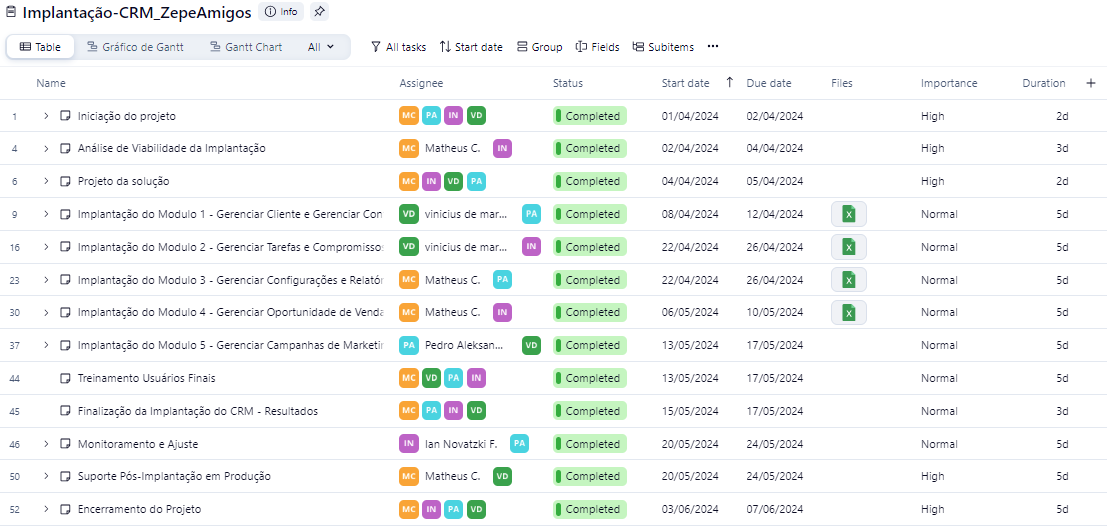 Implantação-CRM_ZepeAmigos Info
Table Gráfico de Gantt Gantt Chart All All tasks Start date Group Fields Subitems
Name Assignee Status Start date Due date Files Importance Duration
1 Iniciação do projeto MC PA IN VD Completed 01/04/2024 02/04/2024 High 2d
4 Análise de Viabilidade da Implantação MC Matheus C. IN Completed 02/04/2024 04/04/2024 High 3d
6 Projeto da solução MC IN VD PA Completed 04/04/2024 05/04/2024 High 2d
9 Implantação do Modulo 1 - Gerenciar Cliente e Gerenciar Con VD vinicius de mar... PA Completed 08/04/2024 12/04/2024 X Normal 5d
16 Implantação do Modulo 2 - Gerenciar Tarefas e Compromisso VD vinicius de mar... IN Completed 22/04/2024 26/04/2024 X Normal 5d
23 Implantação do Modulo 3 - Gerenciar Configurações e Relatór MC Matheus C. PA Completed 22/04/2024 26/04/2024 X Normal 5d
30 Implantação do Modulo 4 - Gerenciar Oportunidade de Venda MC Matheus C. IN Completed 06/05/2024 10/05/2024 X Normal 5d
37 Implantação do Modulo 5 - Gerenciar Campanhas de Marketin PA Pedro Aleksan... VD Completed 13/05/2024 17/05/2024 Normal 5d
44 Treinamento Usuários Finais MC VD PA IN Completed 13/05/2024 17/05/2024 Normal 5d
45 Finalização da Implantação do CRM - Resultados MC PA IN VD Completed 15/05/2024 17/05/2024 Normal 3d
46 Monitoramento e Ajuste IN Ian Novatzki F. PA Completed 20/05/2024 24/05/2024 Normal 5d
50 Suporte Pós-Implantação em Produção MC Matheus C. VD Completed 20/05/2024 24/05/2024 High 5d
52 Encerramento do Projeto MC IN PA VD Completed 03/06/2024 07/06/2024 High 5d